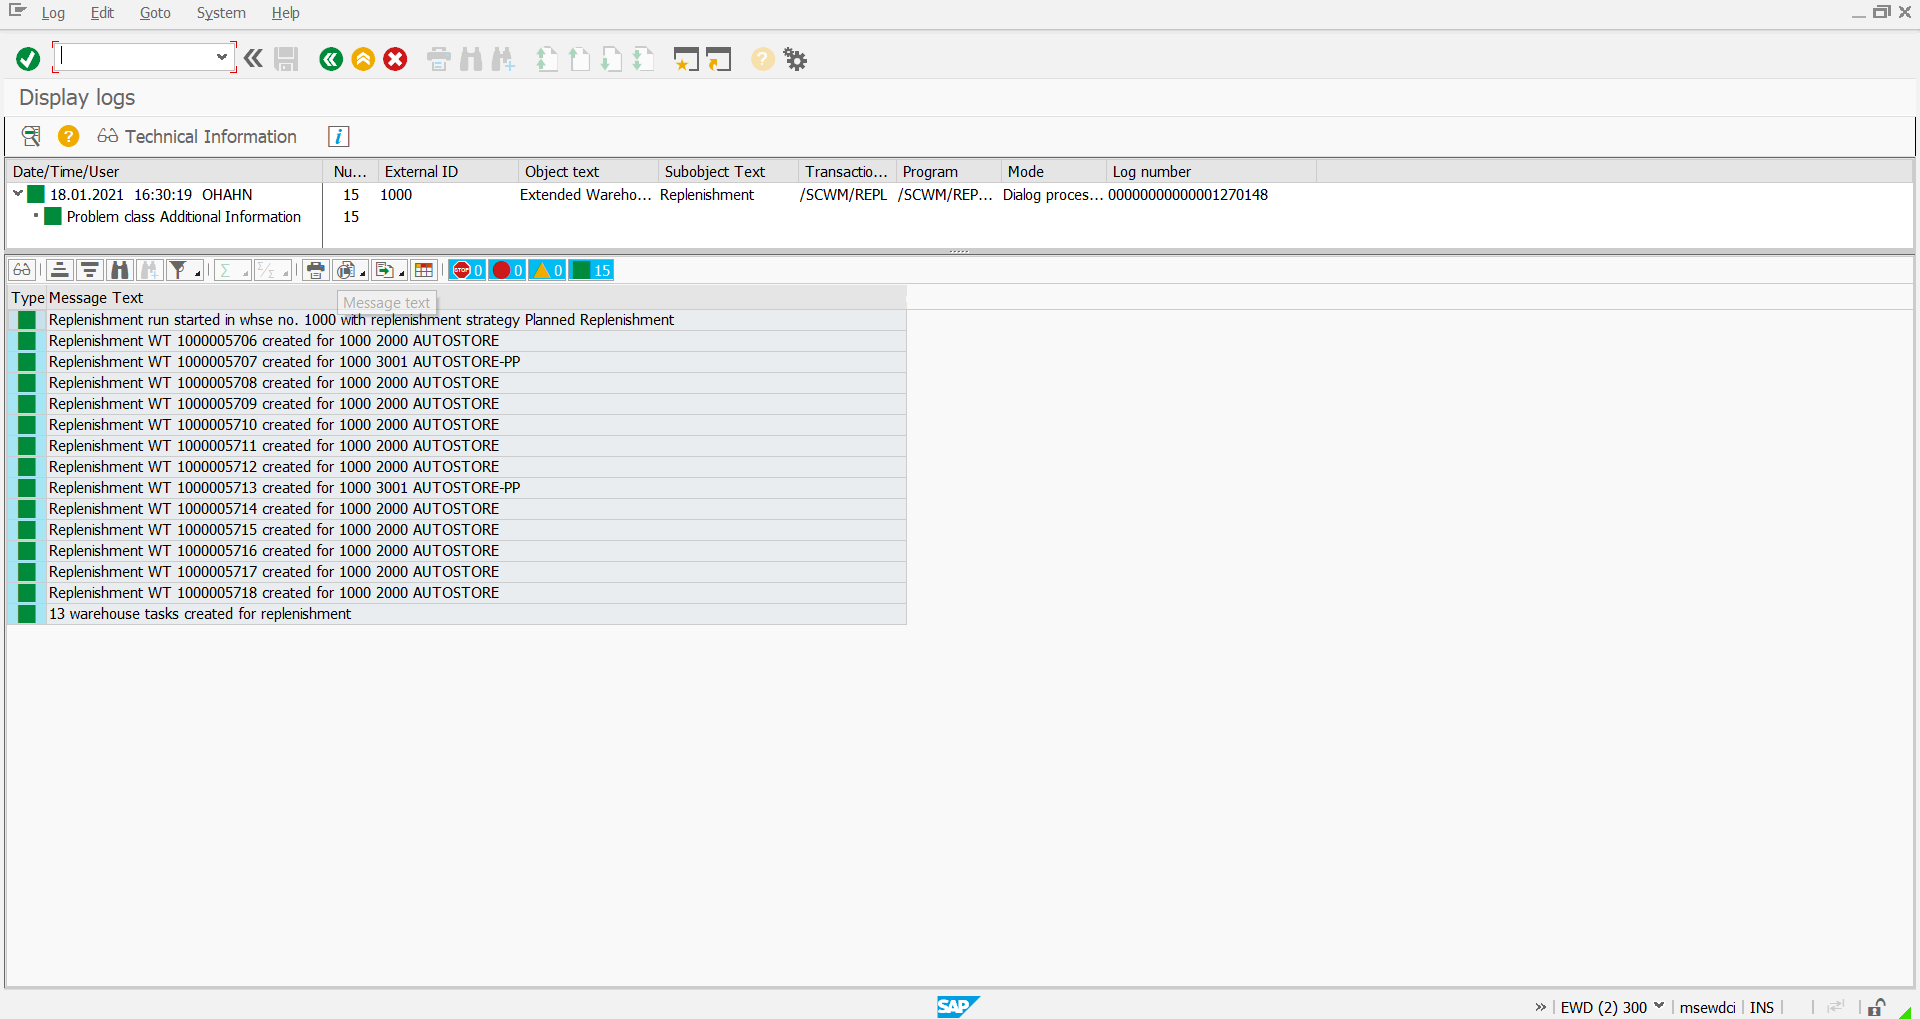 Log Edit Goto System Help
Display logs
Technical Information
Date/Time/User Nu... External ID Object text Subobject Text Transactio... Program Mode Log number
18.01.2021 16:30:19 OHAHN 15 1000 Extended Wareho... Replenishment /SCWM/REPL /SCWM/REP... Dialog proces... 00000000000001270148
Problem class Additional Information 15
STOP 0 0 0 15
Type Message Text
Message text
Replenishment run started in whse no. 1000 with replenishment strategy Planned Replenishment
Replenishment WT 1000005706 created for 1000 2000 AUTOSTORE
Replenishment WT 1000005707 created for 1000 3001 AUTOSTORE-PP
Replenishment WT 1000005708 created for 1000 2000 AUTOSTORE
Replenishment WT 1000005709 created for 1000 2000 AUTOSTORE
Replenishment WT 1000005710 created for 1000 2000 AUTOSTORE
Replenishment WT 1000005711 created for 1000 2000 AUTOSTORE
Replenishment WT 1000005712 created for 1000 2000 AUTOSTORE
Replenishment WT 1000005713 created for 1000 3001 AUTOSTORE-PP
Replenishment WT 1000005714 created for 1000 2000 AUTOSTORE
Replenishment WT 1000005715 created for 1000 2000 AUTOSTORE
Replenishment WT 1000005716 created for 1000 2000 AUTOSTORE
Replenishment WT 1000005717 created for 1000 2000 AUTOSTORE
Replenishment WT 1000005718 created for 1000 2000 AUTOSTORE
13 warehouse tasks created for replenishment
SAP EWD (2) 300 msewdci INS